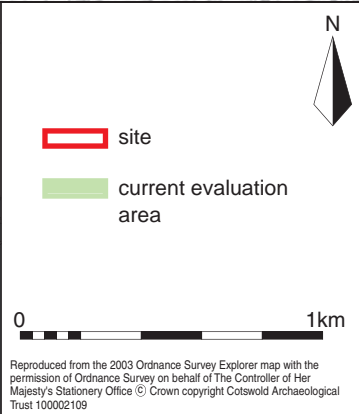 N
site
current evaluation
area
0 1km
Reproduced from the 2003 Ordnance Survey Explorer map with the
permission of Ordnance Survey on behalf of The Controller of Her
Majesty's Stationery Office © Crown copyright Cotswold Archaeological
Trust 100002109